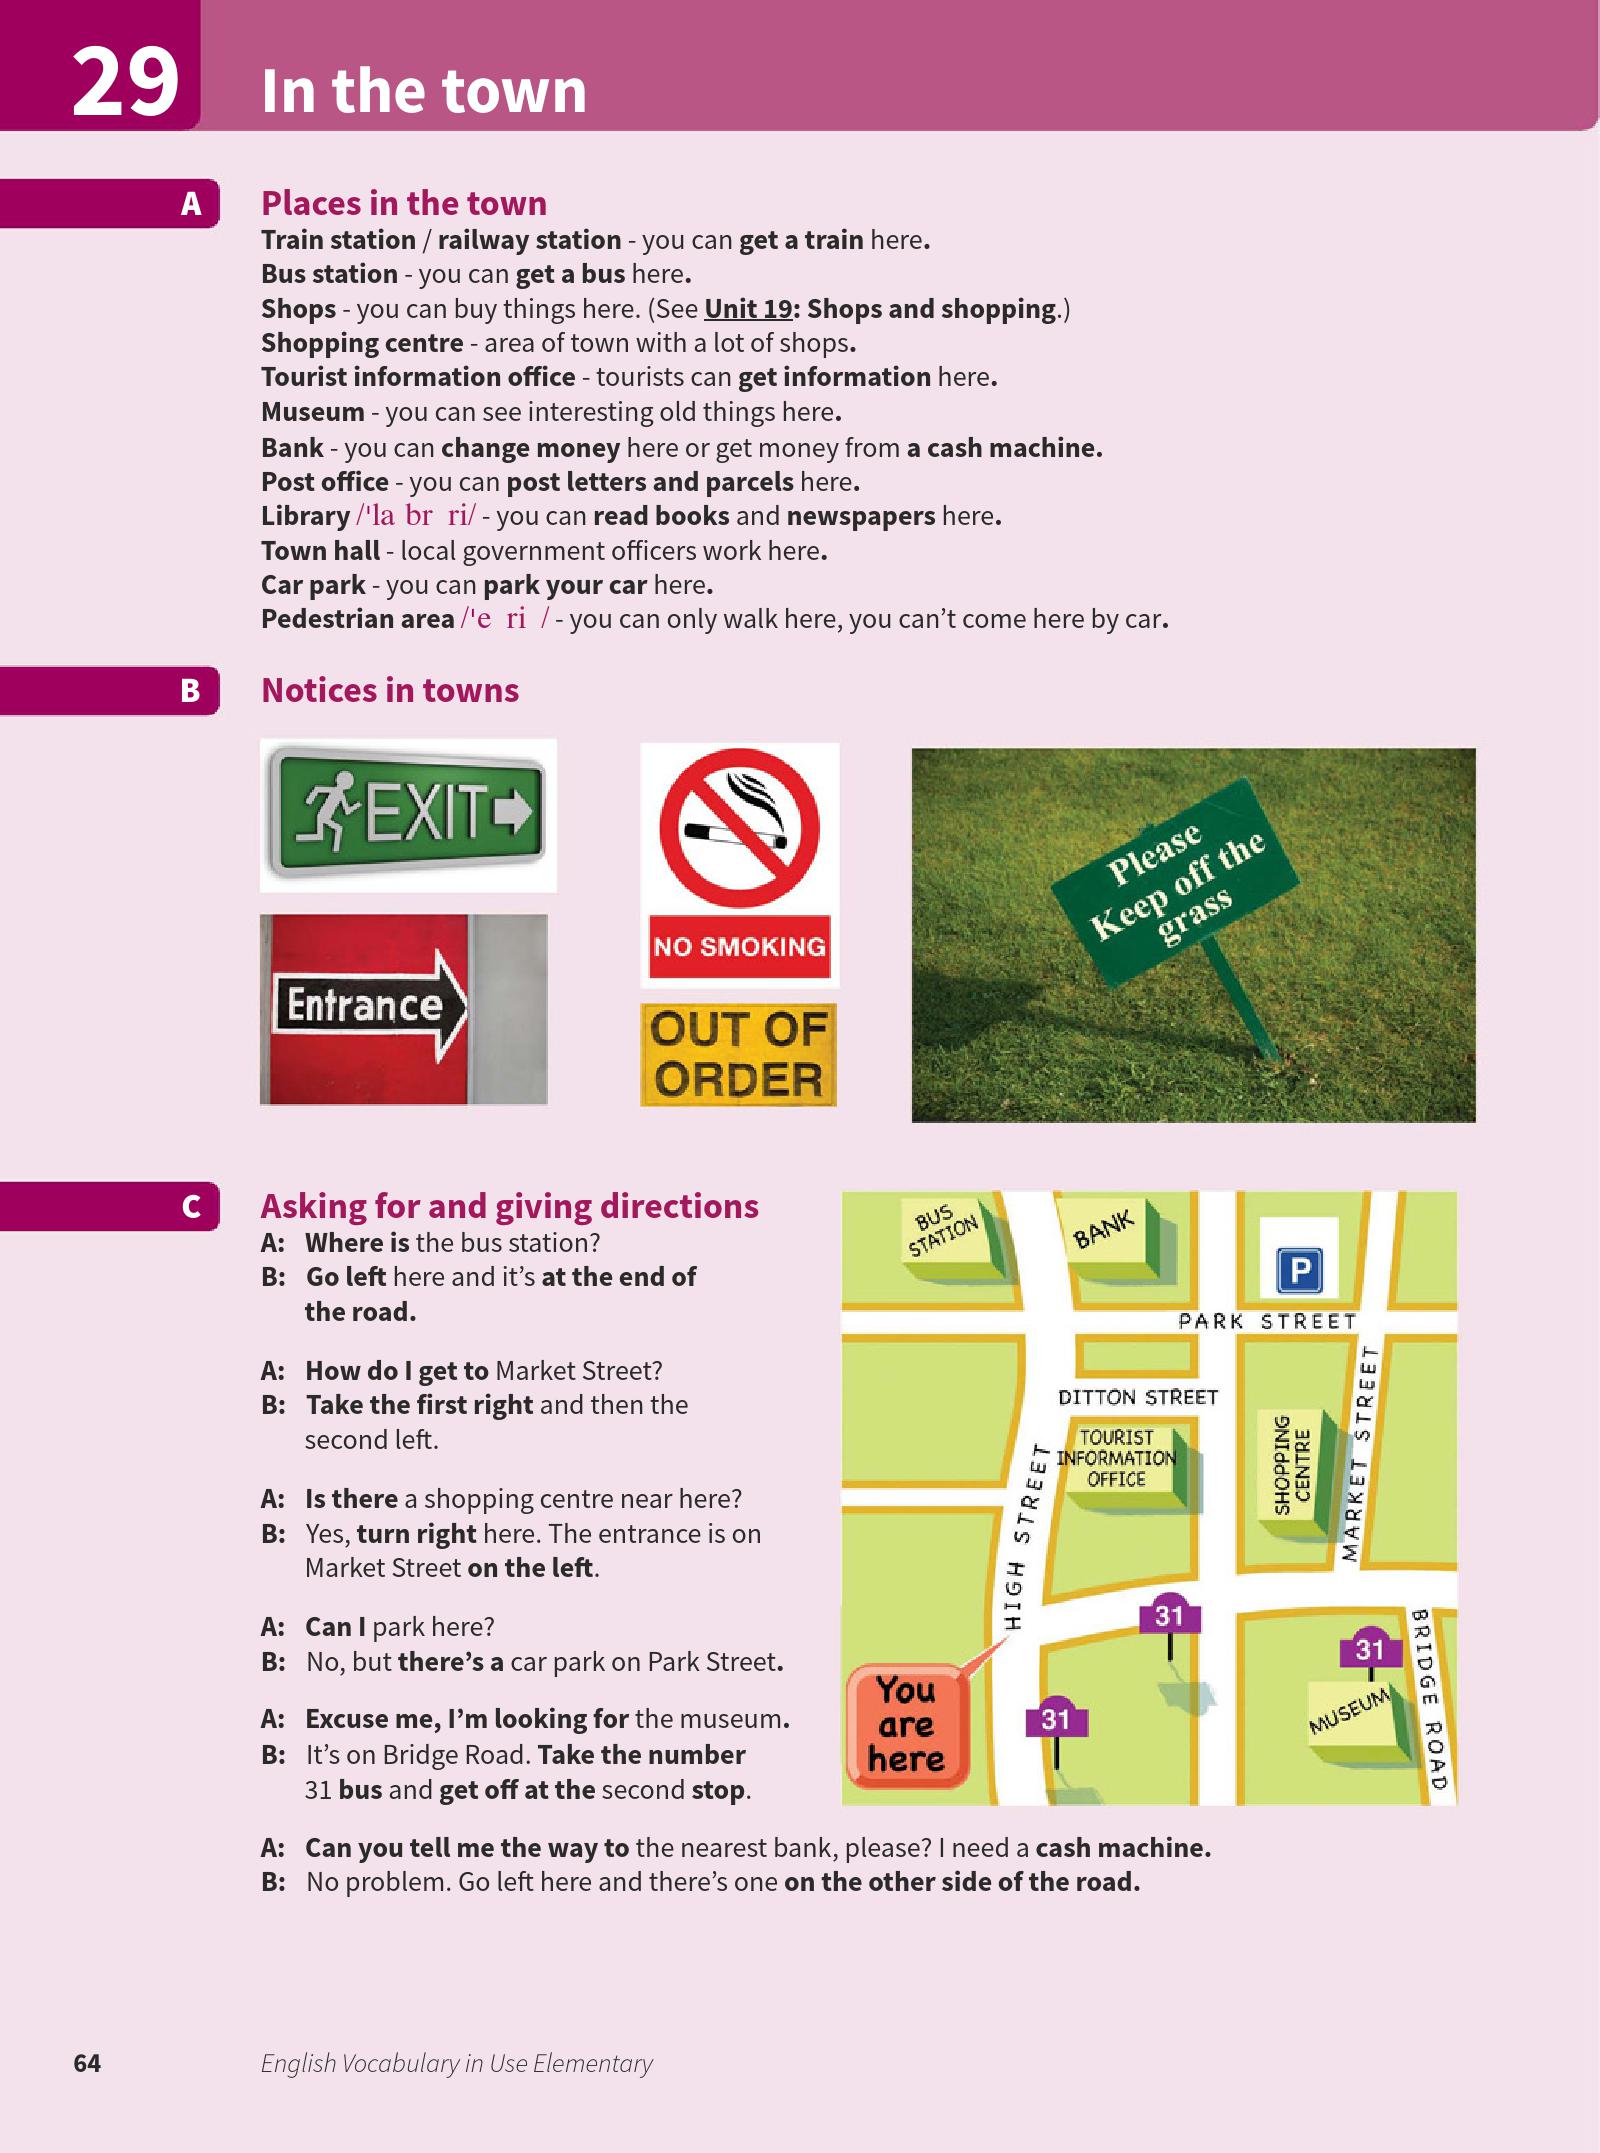 29
In the town
A
Places in the town
Train station / railway station - you can get a train here.
Bus station - you can get a bus here.
Shops - you can buy things here. (See Unit 19: Shops and shopping.)
Shopping centre - area of town with a lot of shops.
Tourist information office - tourists can get information here.
Museum - you can see interesting old things here.
Bank - you can change money here or get money from a cash machine.
Post office - you can post letters and parcels here.
Library /ˈla br ri/ - you can read books and newspapers here.
Town hall - local government officers work here.
Car park - you can park your car here.
Pedestrian area /ˈe ri / - you can only walk here, you can’t come here by car.
B
Notices in towns
EXIT
Entrance
NO SMOKING
OUT OF
ORDER
Please
Keep off the
grass
C
Asking for and giving directions
A: Where is the bus station?
B: Go left here and it’s at the end of
the road.
A: How do I get to Market Street?
B: Take the first right and then the
second left.
A: Is there a shopping centre near here?
B: Yes, turn right here. The entrance is on
Market Street on the left.
A: Can I park here?
B: No, but there’s a car park on Park Street.
A: Excuse me, I’m looking for the museum.
B: It’s on Bridge Road. Take the number
31 bus and get off at the second stop.
A: Can you tell me the way to the nearest bank, please? I need a cash machine.
B: No problem. Go left here and there’s one on the other side of the road.
BUS
STATION
BANK
P
PARK STREET
DITTON STREET
TOURIST
INFORMATION
OFFICE
SHOPPING
CENTRE
MARKET STREET
HIGH STREET
31
31
31
MUSEUM
BRIDGE ROAD
You
are
here
64
English Vocabulary in Use Elementary